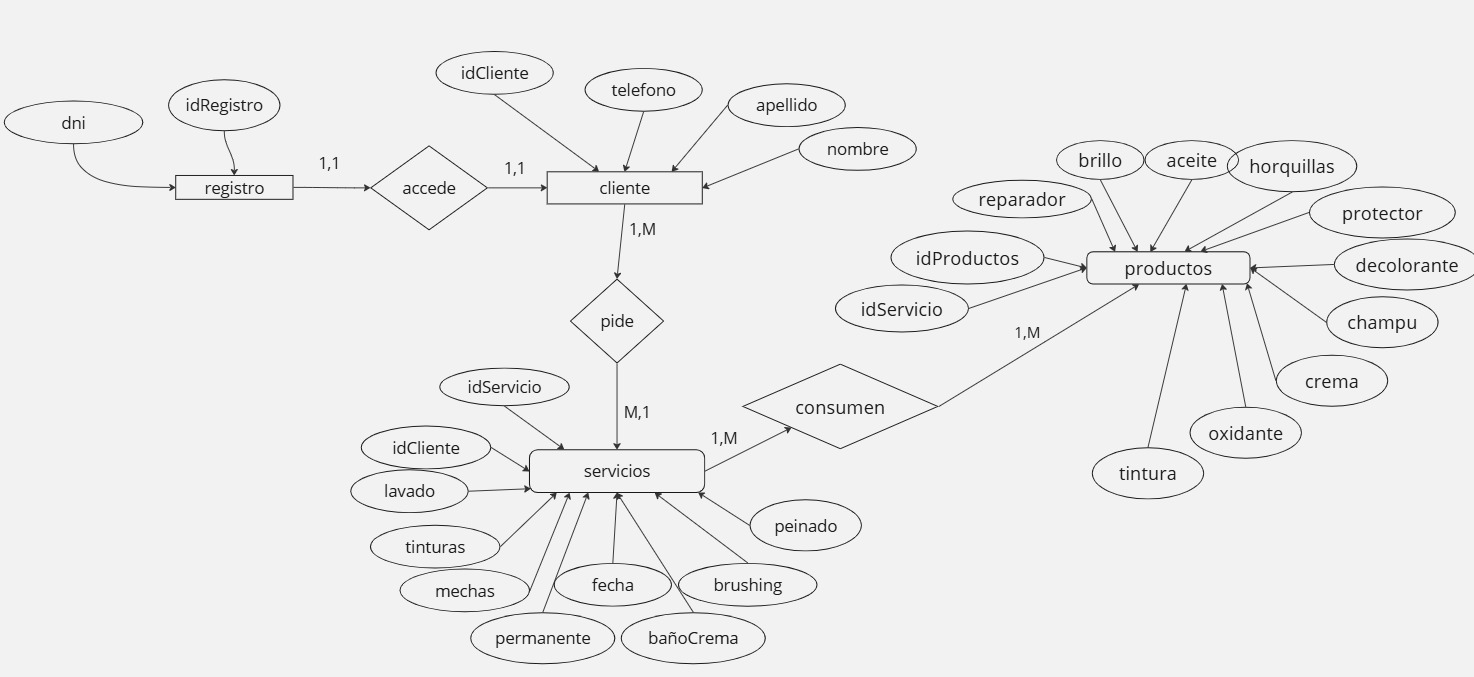 idCliente
telefono
apellido
nombre
dni
idRegistro
registro
1,1
accede
1,1
cliente
1,M
pide
M,1
brillo
aceite
horquillas
reparador
protector
idProductos
productos
decolorante
idServicio
champu
1,M
crema
oxidante
tintura
consumen
1,M
idServicio
idCliente
servicios
lavado
peinado
tinturas
mechas
fecha
brushing
permanente
bañoCrema